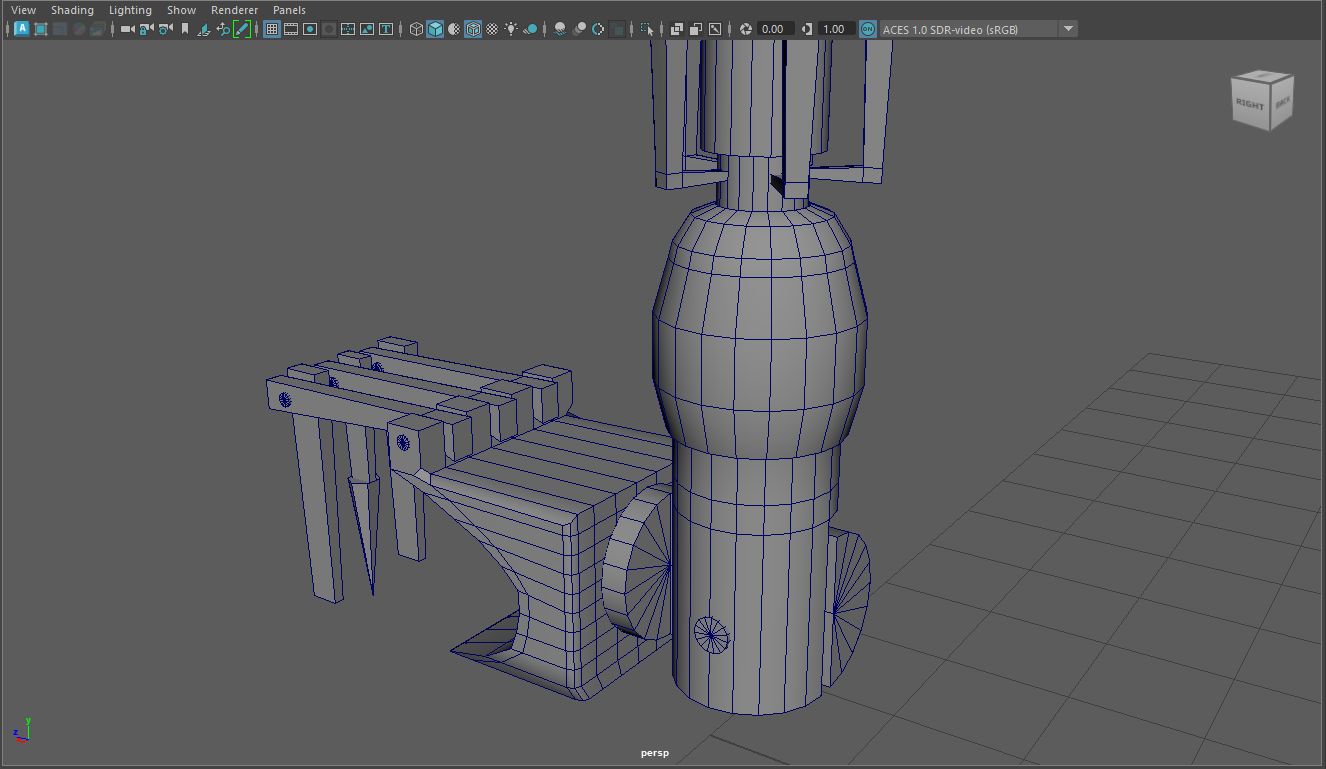 View Shading Lighting Show Renderer Panels
A T 0.00 1.00 ON ACES 1.0 SDR-video (sRGB)
RIGHT BACK
y
z
persp